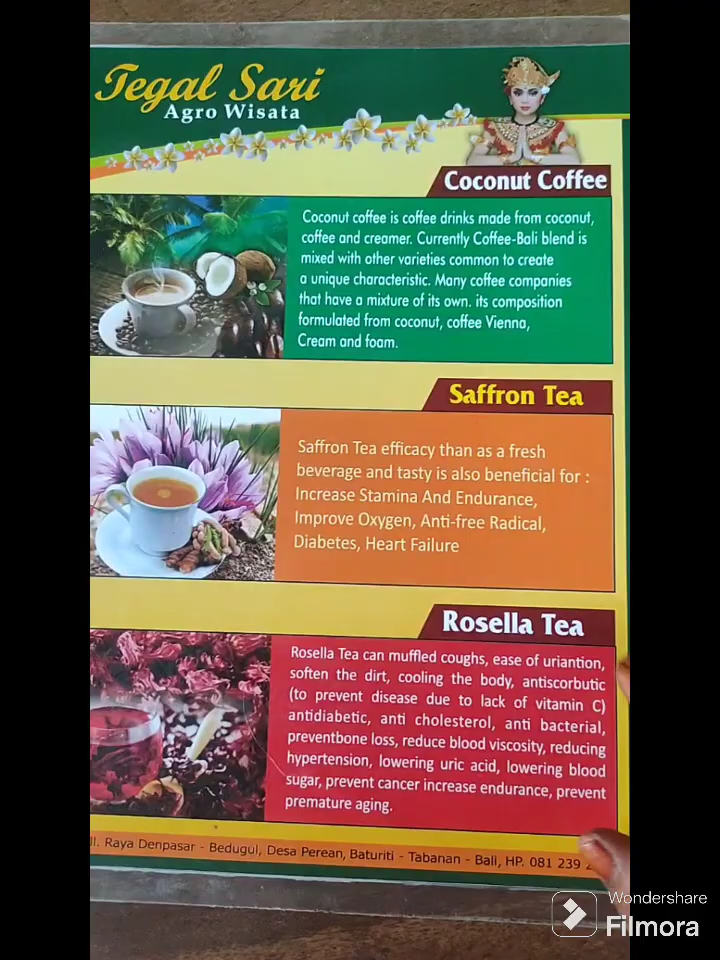 Tegal Sari
Agro Wisata
Coconut Coffee
Coconut coffee is coffee drinks made from coconut,
coffee and creamer. Currently Coffee-Bali blend is
mixed with other varieties common to create
a unique characteristic. Many coffee companies
that have a mixture of its own. its composition
formulated from coconut, coffee Vienna,
Cream and foam.
Saffron Tea
Saffron Tea efficacy than as a fresh
beverage and tasty is also beneficial for :
Increase Stamina And Endurance,
Improve Oxygen, Anti-free Radical,
Diabetes, Heart Failure
Rosella Tea
Rosella Tea can muffled coughs, ease of uriantion,
soften the dirt, cooling the body, antiscorbutic
(to prevent disease due to lack of vitamin C)
antidiabetic, anti cholesterol, anti bacterial,
preventbone loss, reduce blood viscosity, reducing
hypertension, lowering uric acid, lowering blood
sugar, prevent cancer increase endurance, prevent
premature aging.
Jl. Raya Denpasar - Bedugul, Desa Perean, Baturiti - Tabanan - Bali, HP. 081 239
Wondershare
Filmora